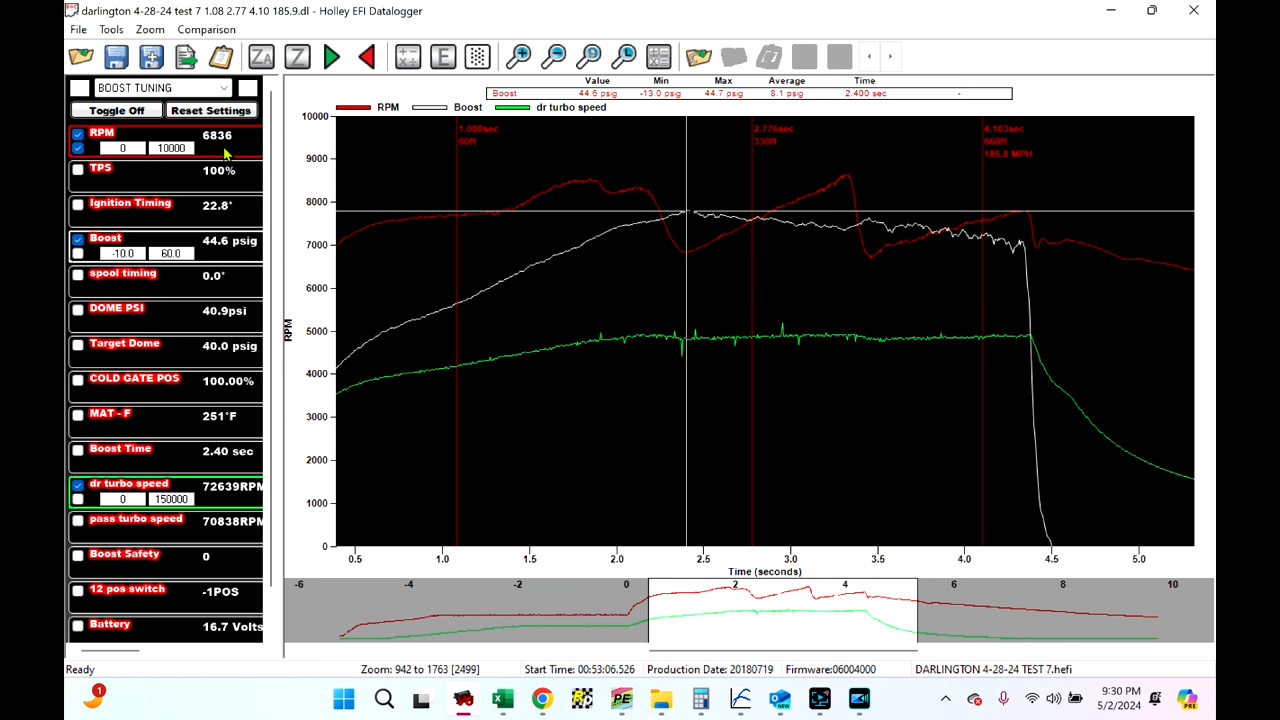 darlington 4-28-24 test 7 1.08 2.77 4.10 185.9.dl - Holley EFI Datalogger
File Tools Zoom Comparison
BOOST TUNING
Toggle Off Reset Settings
RPM 6836
0 10000
TPS 100%
Ignition Timing 22.8°
Boost 44.6 psig
-10.0 60.0
spool timing 0.0°
DOME PSI 40.9psi
Target Dome 40.0 psig
COLD GATE POS 100.00%
MAT - F 251°F
Boost Time 2.40 sec
dr turbo speed 72639RPM
0 150000
pass turbo speed 70838RPM
Boost Safety 0
12 pos switch -1POS
Battery 16.7 Volts
Value Min Max Average Time
Boost 44.6 psig -13.0 psig 44.7 psig 8.1 psig 2.400 sec -
RPM Boost dr turbo speed
10000
9000
8000
7000
6000
5000
4000
3000
2000
1000
0
RPM
1.086sec
60ft
2.776sec
330ft
4.103sec
660ft
185.9 MPH
0.5 1.0 1.5 2.0 2.5 3.0 3.5 4.0 4.5 5.0
Time (seconds)
-6 -4 -2 0 2 4 6 8 10
Ready Zoom: 942 to 1763 [2499] Start Time: 00:53:06.526 Production Date: 20180719 Firmware:06004000 DARLINGTON 4-28-24 TEST 7.hefi
1
9:30 PM
5/2/2024
PRE